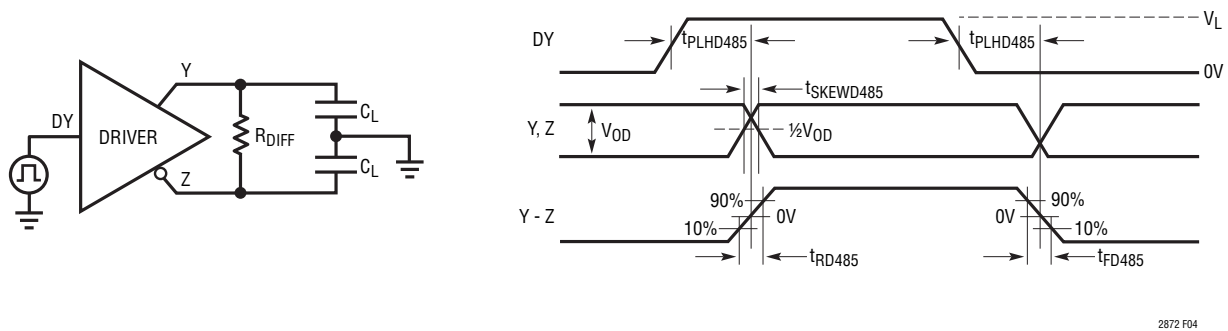 Y
DY
DRIVER
R_DIFF
C_L
C_L
Z
DY
t_PLHD485
t_PLHD485
V_L
0V
t_SKEWD485
Y, Z
V_OD
½V_OD
Y - Z
90%
0V
10%
0V
90%
10%
t_RD485
t_FD485
2872 F04